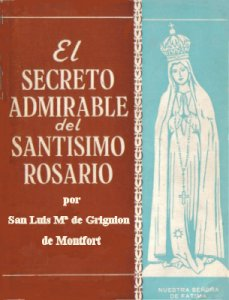 El
SECRETO
ADMIRABLE
del
SANTISIMO
ROSARIO
por
San Luis Mª de Grignion
de Montfort
NUESTRA SEÑORA
DE FATIMA